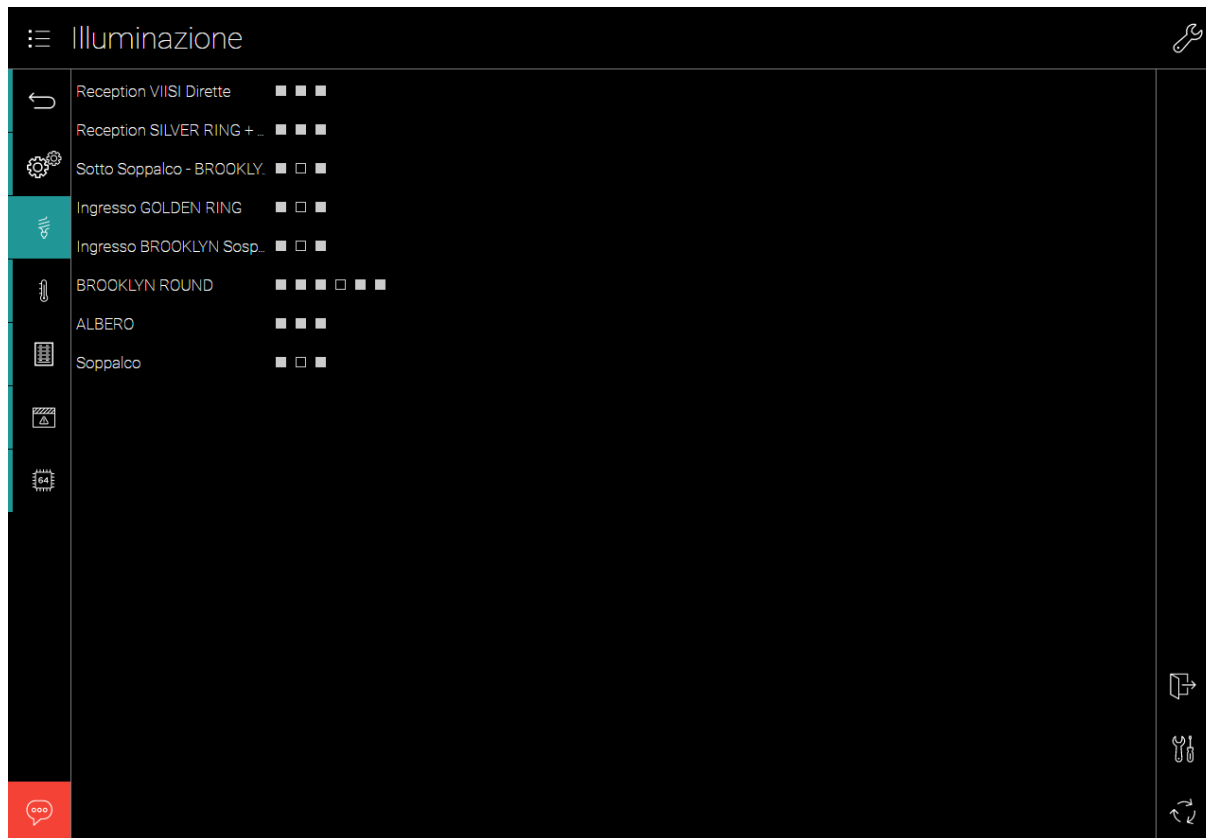 Illuminazione
Reception VIISI Dirette
Reception SILVER RING + ...
Sotto Soppalco - BROOKLY...
Ingresso GOLDEN RING
Ingresso BROOKLYN Sosp...
BROOKLYN ROUND
ALBERO
Soppalco
64